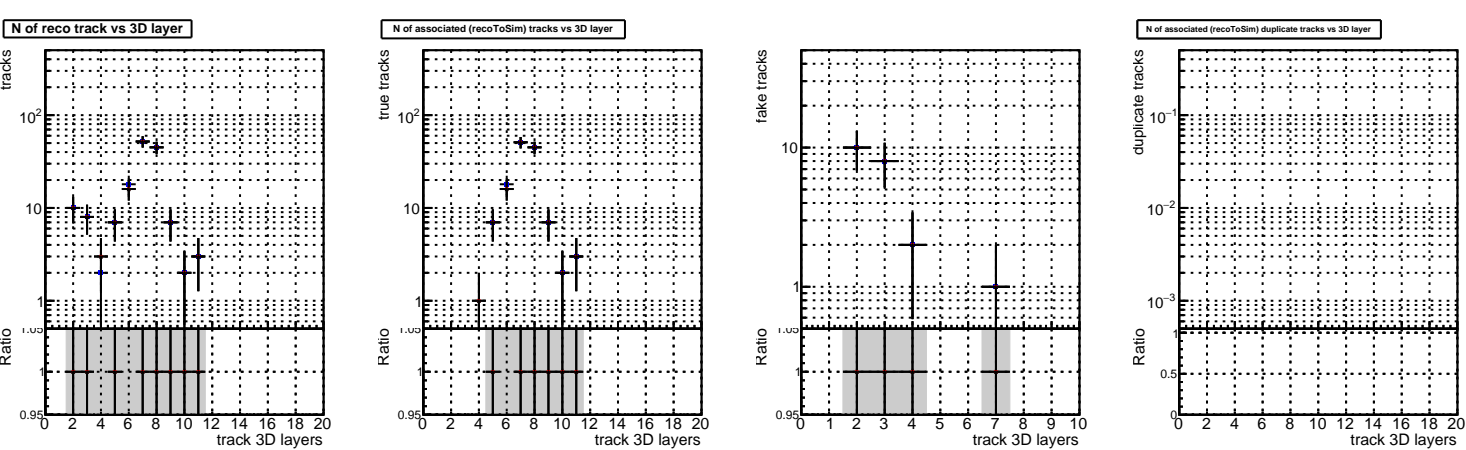 N of reco track vs 3D layer
tracks
10²
10
1
Ratio
1.05
1
0.95
0 2 4 6 8 10 12 14 16 18 20
track 3D layers
N of associated (recoToSim) tracks vs 3D layer
true tracks
10²
10
1
Ratio
1.05
1
0.95
0 2 4 6 8 10 12 14 16 18 20
track 3D layers
fake tracks
10
1
Ratio
1.05
1
0.95
0 1 2 3 4 5 6 7 8 9 10
track 3D layers
N of associated (recoToSim) duplicate tracks vs 3D layer
duplicate tracks
10⁻¹
10⁻²
10⁻³
Ratio
1
0.5
0
0 2 4 6 8 10 12 14 16 18 20
track 3D layers